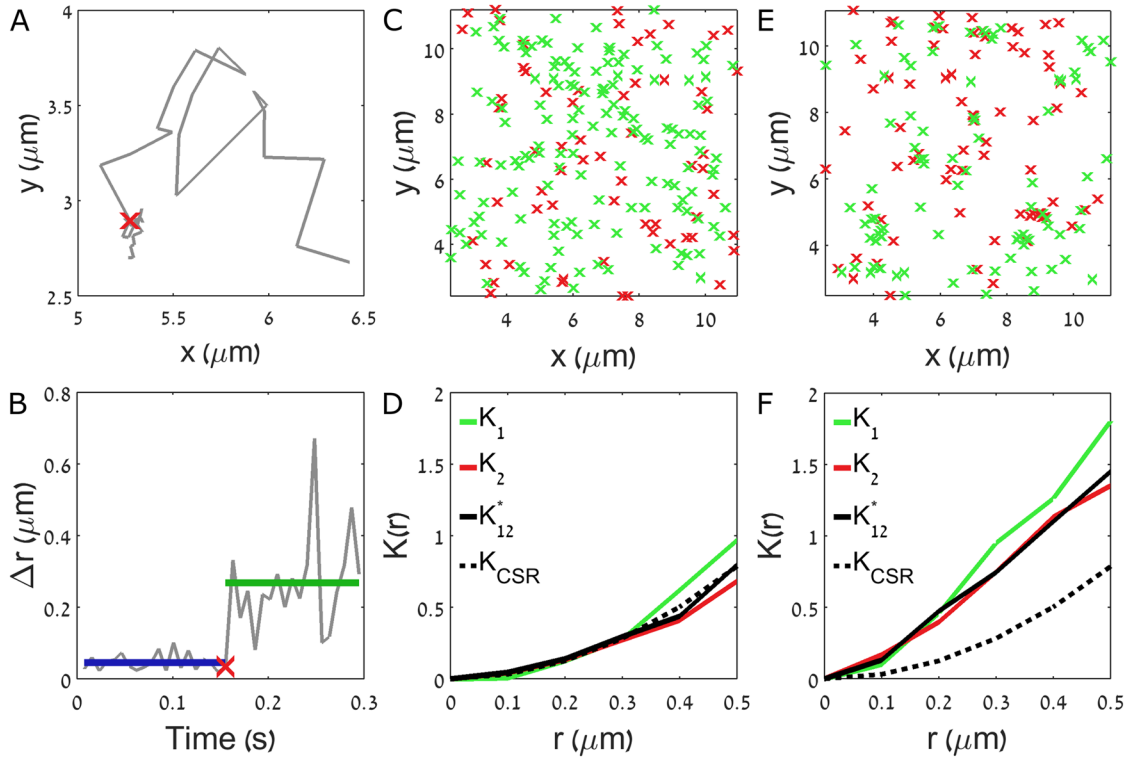 A
y (μm)
4
3.5
3
2.5
5
5.5
6
6.5
x (μm)
C
y (μm)
10
8
6
4
4
6
8
10
x (μm)
E
y (μm)
10
8
6
4
4
6
8
10
x (μm)
B
Δr (μm)
0.8
0.6
0.4
0.2
0
0
0.1
0.2
0.3
Time (s)
D
K(r)
2
1.5
1
0.5
0
K1
K2
K*12
KCSR
0
0.1
0.2
0.3
0.4
0.5
r (μm)
F
K(r)
2
1.5
1
0.5
0
K1
K2
K*12
KCSR
0
0.1
0.2
0.3
0.4
0.5
r (μm)